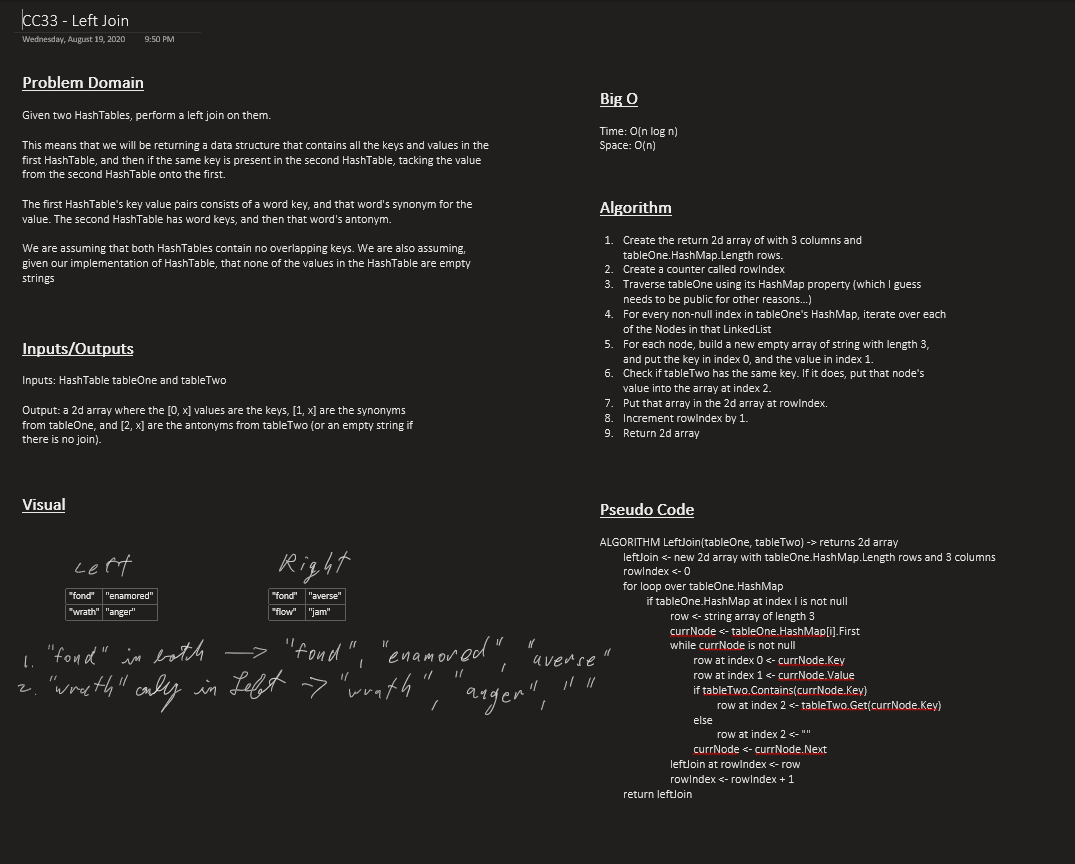 CC33 - Left Join
Wednesday, August 19, 2020 9:50 PM
Problem Domain
Given two HashTables, perform a left join on them.
This means that we will be returning a data structure that contains all the keys and values in the
first HashTable, and then if the same key is present in the second HashTable, tacking the value
from the second HashTable onto the first.
The first HashTable's key value pairs consists of a word key, and that word's synonym for the
value. The second HashTable has word keys, and then that word's antonym.
We are assuming that both HashTables contain no overlapping keys. We are also assuming,
given our implementation of HashTable, that none of the values in the HashTable are empty
strings
Inputs/Outputs
Inputs: HashTable tableOne and tableTwo
Output: a 2d array where the [0, x] values are the keys, [1, x] are the synonyms
from tableOne, and [2, x] are the antonyms from tableTwo (or an empty string if
there is no join).
Visual
Left
"fond" "enamored"
"wrath" "anger"
Right
"fond" "averse"
"flow" "jam"
1. "fond" in both —> "fond", "enamored", "averse"
2. "wrath" only in Left -> "wrath", "anger", " "
Big O
Time: O(n log n)
Space: O(n)
Algorithm
1. Create the return 2d array of with 3 columns and
tableOne.HashMap.Length rows.
2. Create a counter called rowIndex
3. Traverse tableOne using its HashMap property (which I guess
needs to be public for other reasons...)
4. For every non-null index in tableOne's HashMap, iterate over each
of the Nodes in that LinkedList
5. For each node, build a new empty array of string with length 3,
and put the key in index 0, and the value in index 1.
6. Check if tableTwo has the same key. If it does, put that node's
value into the array at index 2.
7. Put that array in the 2d array at rowIndex.
8. Increment rowIndex by 1.
9. Return 2d array
Pseudo Code
ALGORITHM LeftJoin(tableOne, tableTwo) -> returns 2d array
leftJoin <- new 2d array with tableOne.HashMap.Length rows and 3 columns
rowIndex <- 0
for loop over tableOne.HashMap
if tableOne.HashMap at index I is not null
row <- string array of length 3
currNode <- tableOne.HashMap[i].First
while currNode is not null
row at index 0 <- currNode.Key
row at index 1 <- currNode.Value
if tableTwo.Contains(currNode.Key)
row at index 2 <- tableTwo.Get(currNode.Key)
else
row at index 2 <- ""
currNode <- currNode.Next
leftJoin at rowIndex <- row
rowIndex <- rowIndex + 1
return leftJoin